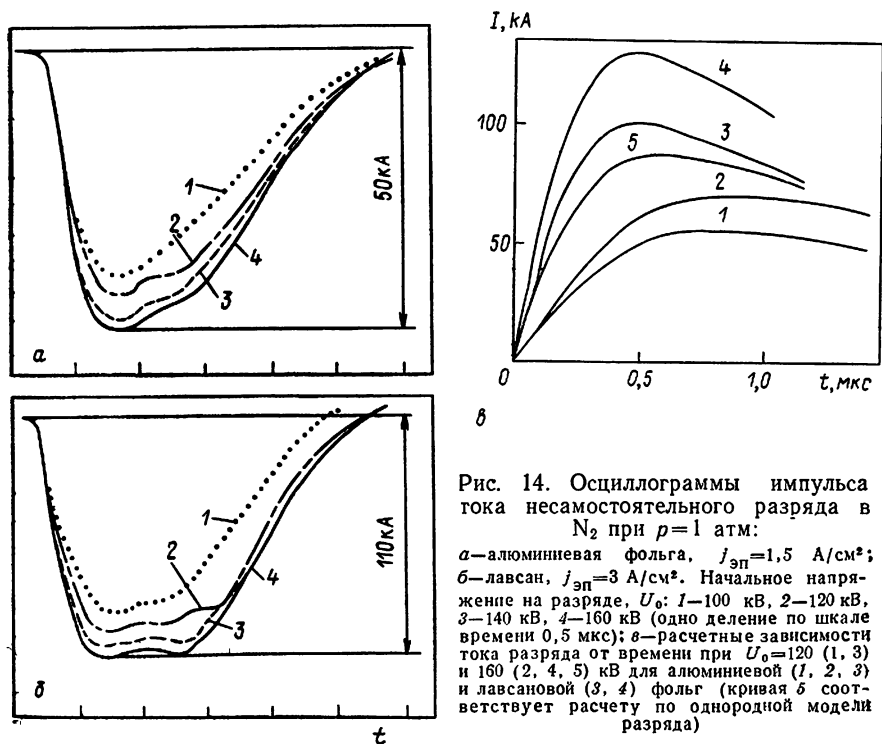 1
2
3
4
50кА
а
1
2
3
4
110кА
б
t
I, кА
4
3
100
5
2
1
50
0
0,5
1,0
t, мкс
в
Рис. 14. Осциллограммы импульса
тока несамостоятельного разряда в
N₂ при p=1 атм:
а—алюминиевая фольга, jэп=1,5 А/см²;
б—лавсан, jэп=3 А/см². Начальное напря-
жение на разряде, U₀: 1—100 кВ, 2—120 кВ,
3—140 кВ, 4—160 кВ (одно деление по шкале
времени 0,5 мкс); в—расчетные зависимости
тока разряда от времени при U₀=120 (1, 3)
и 160 (2, 4, 5) кВ для алюминиевой (1, 2, 3)
и лавсановой (3, 4) фольг (кривая 5 соот-
ветствует расчету по однородной модели
разряда)